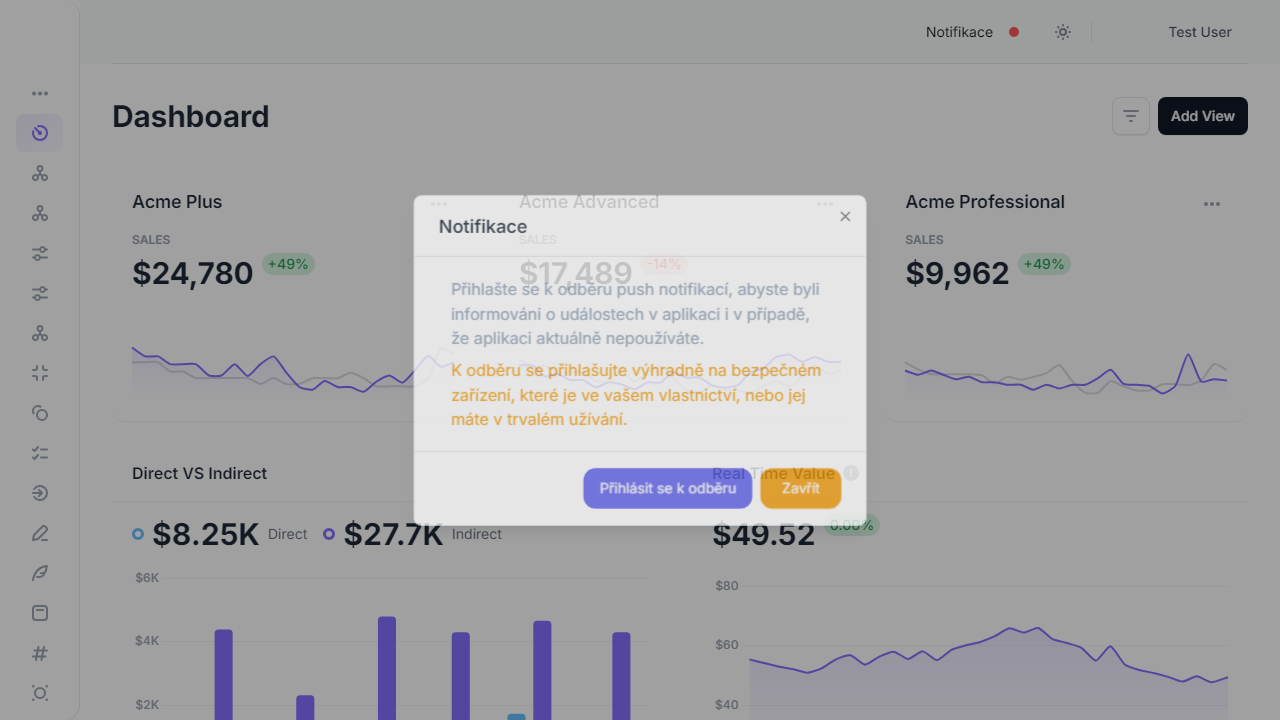 Notifikace
Test User
Dashboard
Add View
Acme Plus
Acme Advanced
Acme Professional
SALES
SALES
SALES
$24,780 +49%
$17,489 -14%
$9,962 +49%
Notifikace
Přihlašte se k odběru push notifikací, abyste byli
informováni o událostech v aplikaci i v případě,
že aplikaci aktuálně nepoužíváte.
K odběru se přihlašujte výhradně na bezpečném
zařízení, které je ve vašem vlastnictví, nebo jej
máte v trvalém užívání.
Přihlásit se k odběru
Zavřít
Direct VS Indirect
Real Time Value
$8.25K Direct $27.7K Indirect
$49.52 0.00%
$6K
$4K
$2K
$80
$60
$40